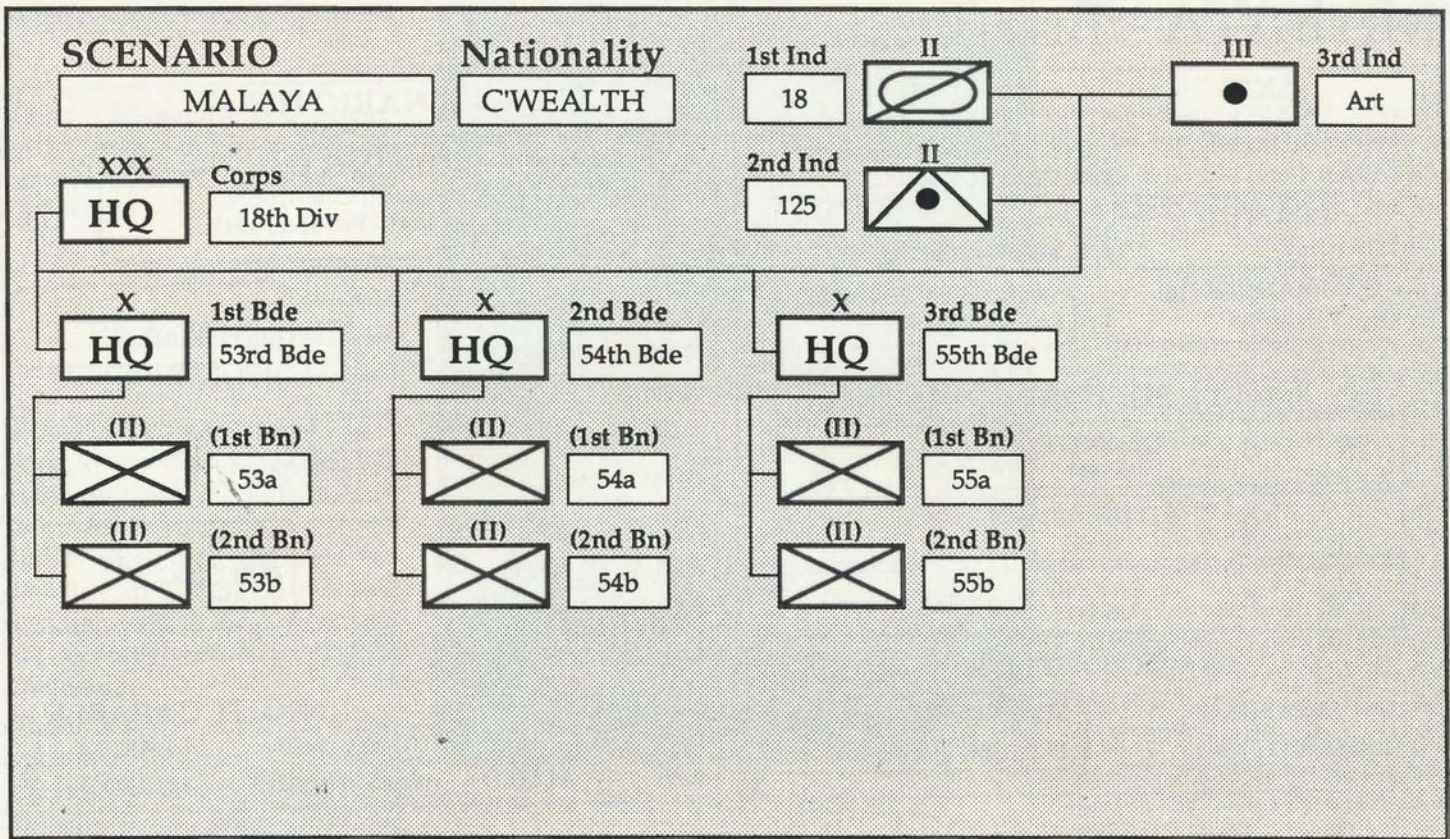 SCENARIO
MALAYA
Nationality
C'WEALTH
1st Ind
18
II
III
3rd Ind
Art
2nd Ind
125
II
XXX
HQ
Corps
18th Div
X
HQ
1st Bde
53rd Bde
X
HQ
2nd Bde
54th Bde
X
HQ
3rd Bde
55th Bde
(II)
(1st Bn)
53a
(II)
(1st Bn)
54a
(II)
(1st Bn)
55a
(II)
(2nd Bn)
53b
(II)
(2nd Bn)
54b
(II)
(2nd Bn)
55b